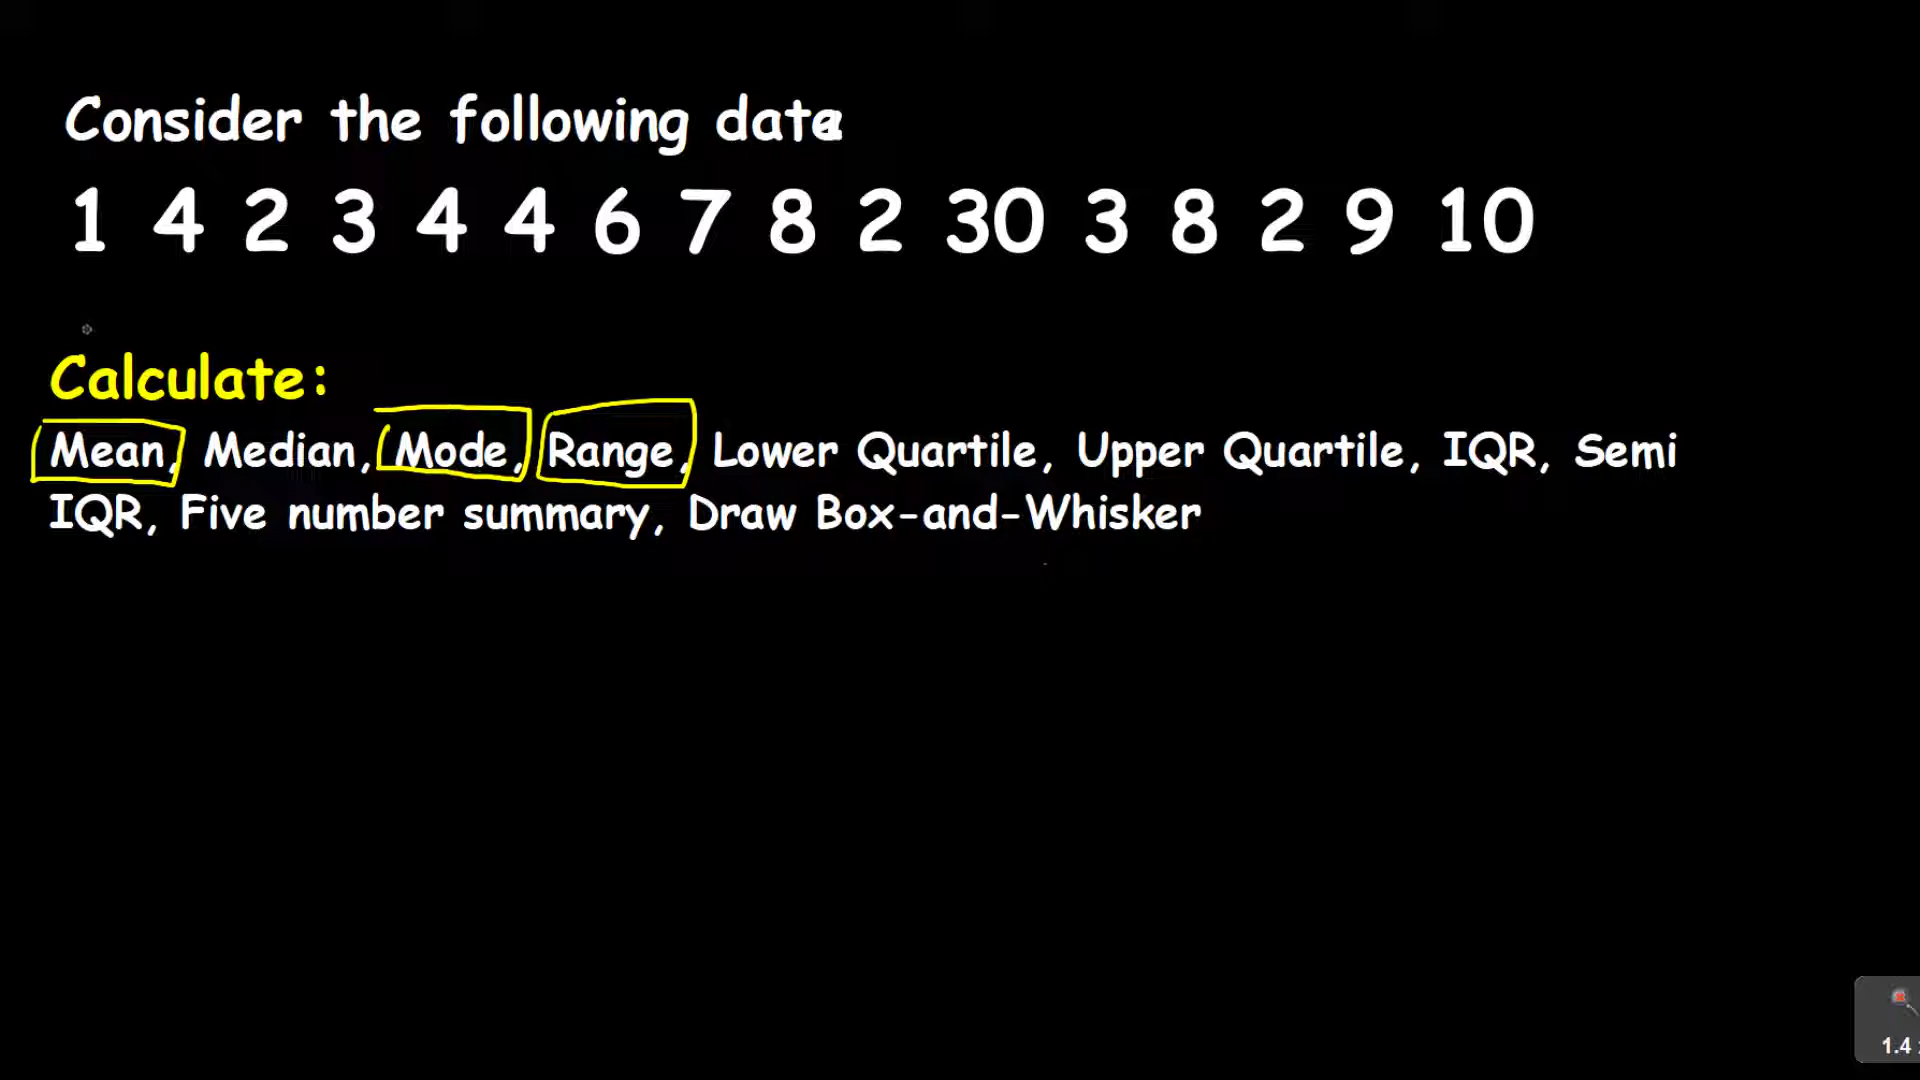 Consider the following data
1 4 2 3 4 4 6 7 8 2 30 3 8 2 9 10
Calculate:
Mean, Median, Mode, Range, Lower Quartile, Upper Quartile, IQR, Semi
IQR, Five number summary, Draw Box-and-Whisker
1.4